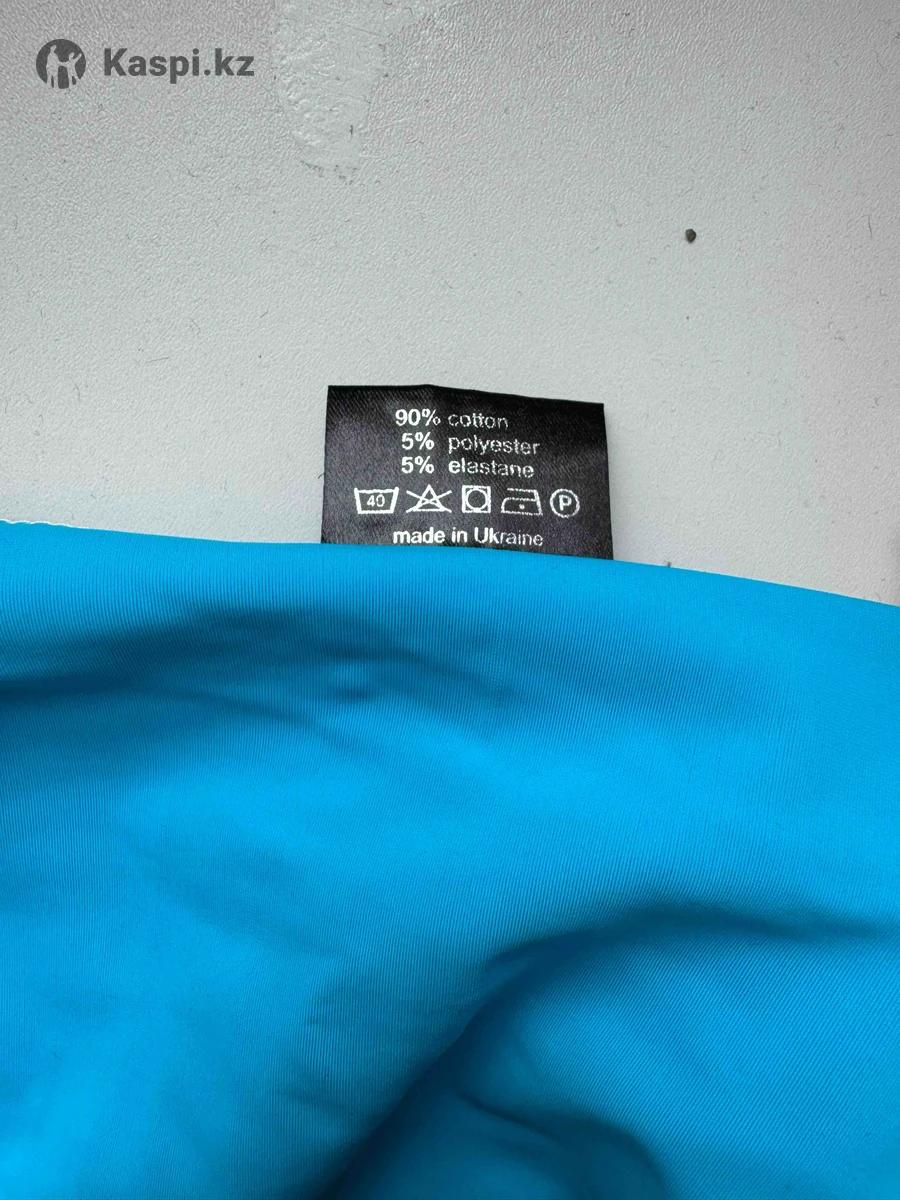 Kaspi.kz
90% cotton
5% polyester
5% elastane
40 P
made in Ukraine